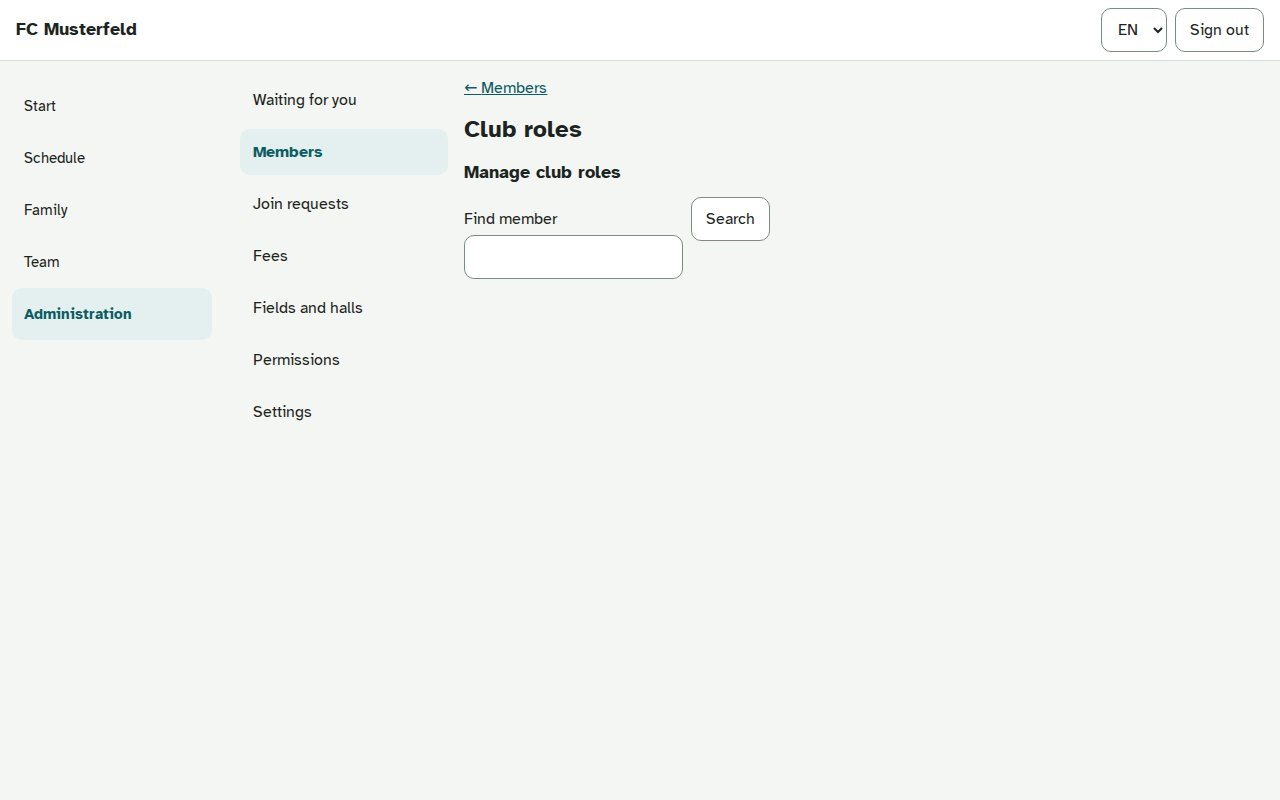 FC Musterfeld
EN
Sign out
Start
Schedule
Family
Team
Administration
Waiting for you
Members
Join requests
Fees
Fields and halls
Permissions
Settings
← Members
Club roles
Manage club roles
Find member
Search